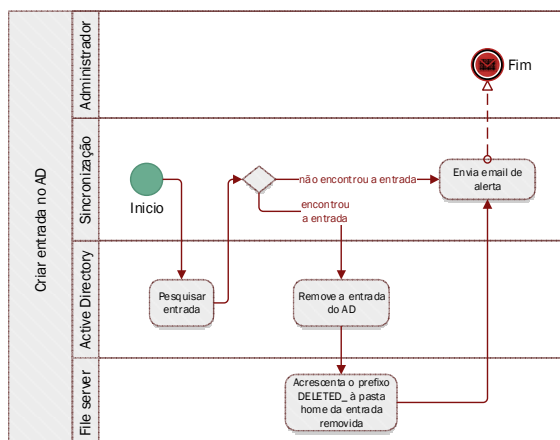 Criar entrada no AD
Administrador
Fim
Sincronização
Inicio
não encontrou a entrada
encontrou
a entrada
Envia email de
alerta
Active Directory
Pesquisar
entrada
Remove a entrada
do AD
File server
Acrescenta o prefixo
DELETED_ à pasta
home da entrada
removida